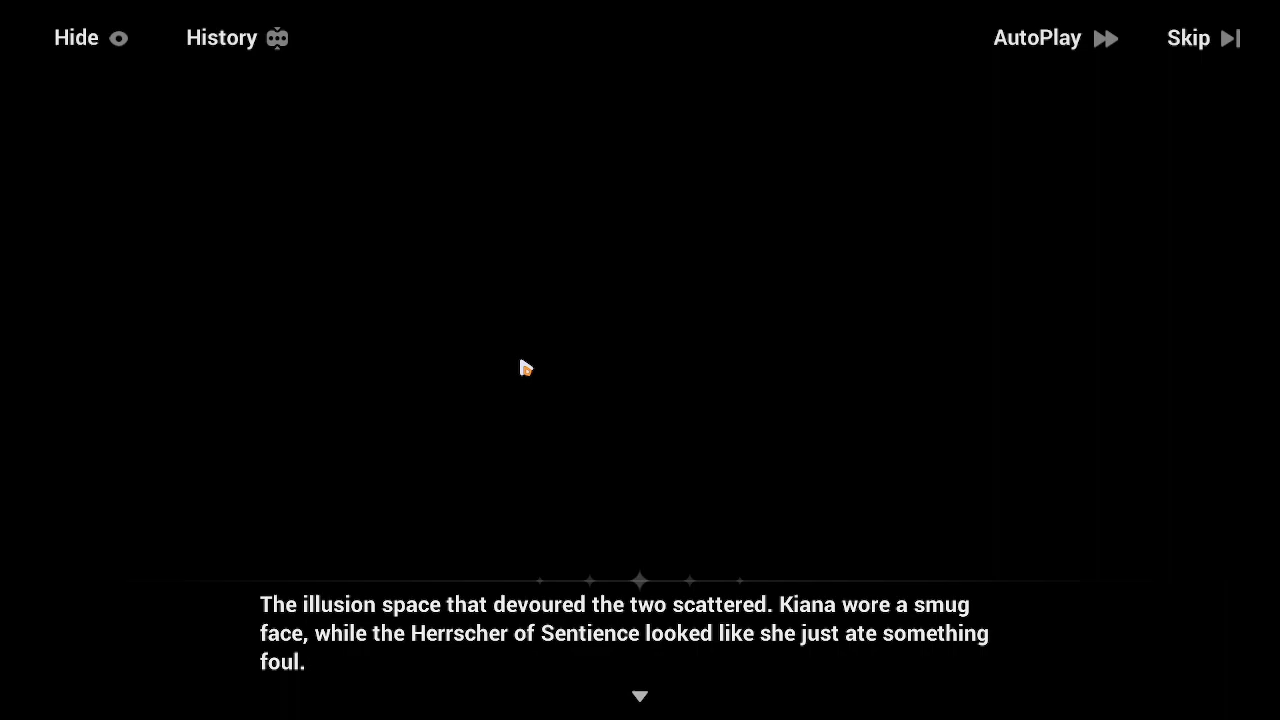 Hide
History
AutoPlay
Skip
The illusion space that devoured the two scattered. Kiana wore a smug
face, while the Herrscher of Sentience looked like she just ate something
foul.